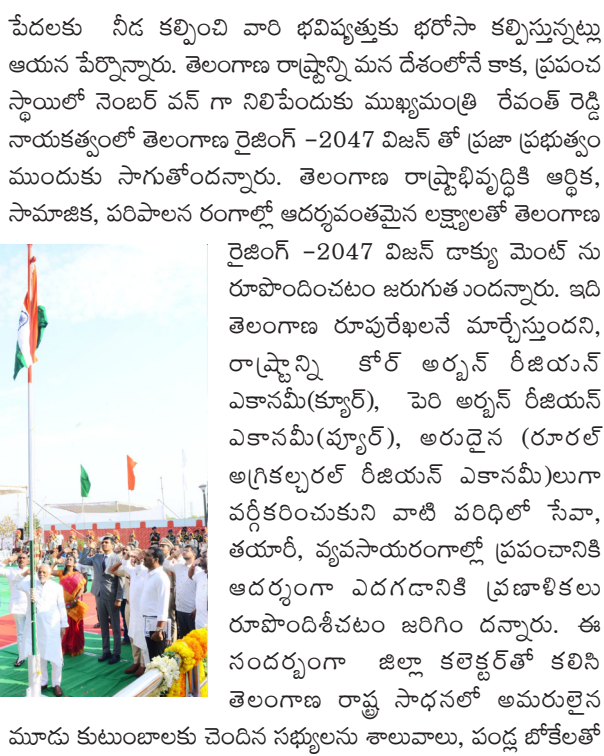 పేదలకు నీడ కల్పించి వారి భవిష్యత్తుకు భరోసా కల్పిస్తున్నట్లు
ఆయన పేర్నొన్నారు. తెలంగాణ రాష్ట్రాన్ని మన దేశంలోనే కాక, ప్రపంచ
స్థాయిలో నెంబర్ వన్ గా నిలిపేందుకు ముఖ్యమంత్రి రేవంత్ రెడ్డి
నాయకత్వంలో తెలంగాణ రైజింగ్ -2047 విజన్ తో ప్రజా ప్రభుత్వం
ముందుకు సాగుతోందన్నారు. తెలంగాణ రాష్ట్రాభివృద్ధికి ఆర్థిక,
సామాజిక, పరిపాలన రంగాల్లో ఆదర్శవంతమైన లక్ష్యాలతో తెలంగాణ
రైజింగ్ -2047 విజన్ డాక్యు మెంట్ ను
రూపొందించటం జరుగుతుందన్నారు. ఇది
తెలంగాణ రూపురేఖలనే మార్చేస్తుందని,
రాష్ట్రాన్ని కోర్ అర్బన్ రీజియన్
ఎకానమీ(క్యూర్), పెరి అర్బన్ రీజియన్
ఎకానమీ(ప్యూర్), అరుదైన (రూరల్
అగ్రికల్చరల్ రీజియన్ ఎకానమీ)లుగా
వర్గీకరించుకుని వాటి పరిధిలో సేవా,
తయారీ, వ్యవసాయరంగాల్లో ప్రపంచానికి
ఆదర్శంగా ఎదగడానికి ప్రణాళికలు
రూపొందిశీచటం జరిగిం దన్నారు. ఈ
సందర్భంగా జిల్లా కలెక్టర్‌తో కలిసి
తెలంగాణ రాష్ట్ర సాధనలో అమరులైన
మూడు కుటుంబాలకు చెందిన సభ్యులను శాలువాలు, పండ్ల బోకేలతో